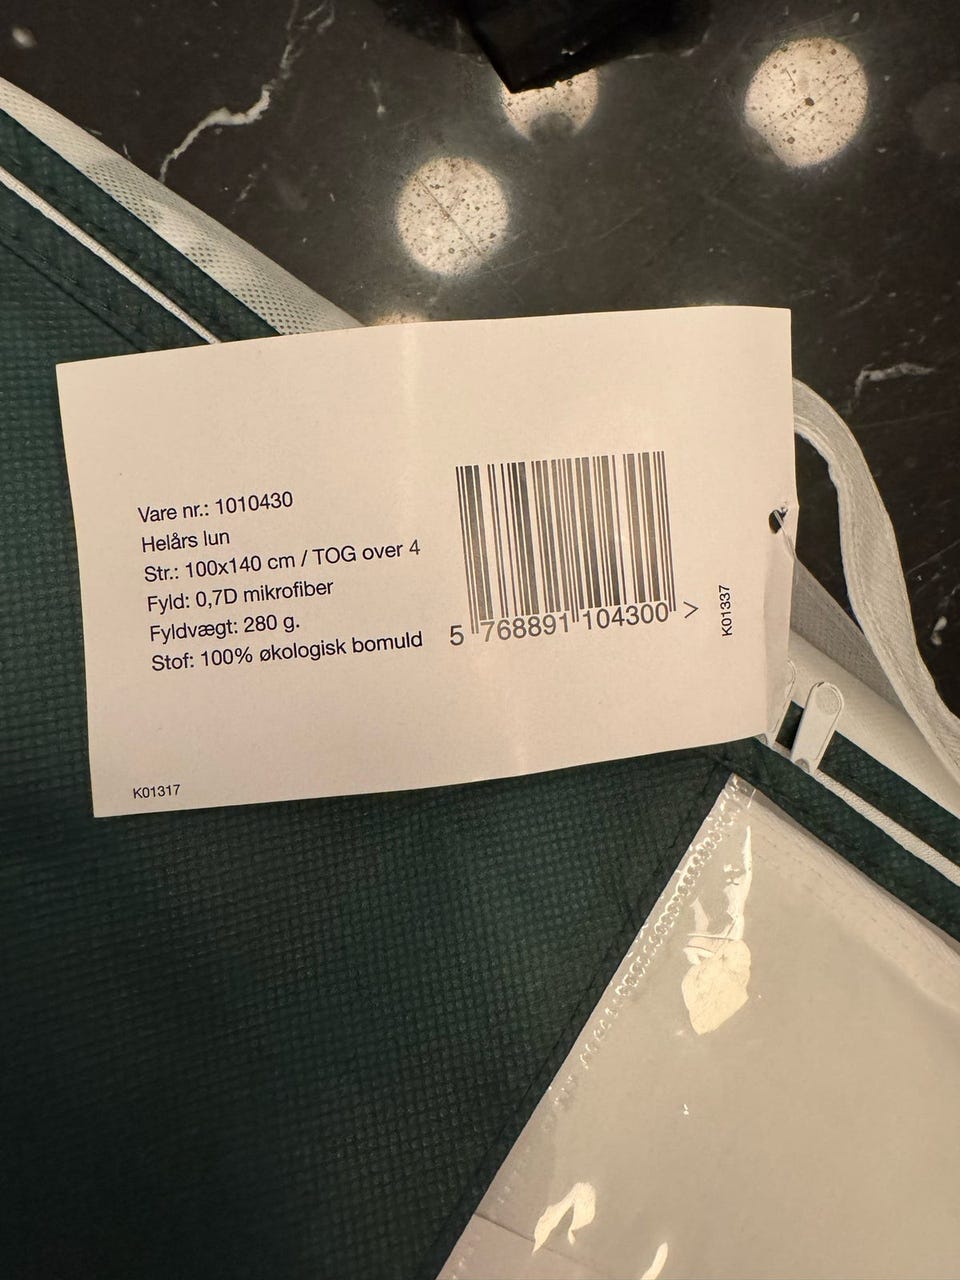 Vare nr.: 1010430
Helårs lun
Str.: 100x140 cm / TOG over 4
Fyld: 0,7D mikrofiber
Fyldvægt: 280 g.
Stof: 100% økologisk bomuld
5 768891 104300 >
K01337
K01317